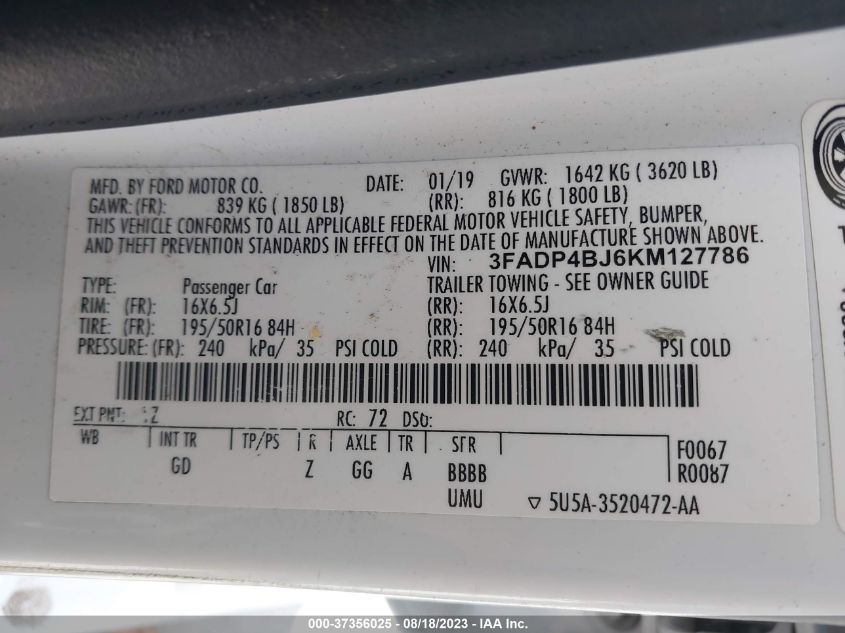 MFD. BY FORD MOTOR CO. DATE: 01/19 GVWR: 1642 KG ( 3620 LB)
GAWR: (FR): 839 KG ( 1850 LB) (RR): 816 KG ( 1800 LB)
THIS VEHICLE CONFORMS TO ALL APPLICABLE FEDERAL MOTOR VEHICLE SAFETY, BUMPER,
AND THEFT PREVENTION STANDARDS IN EFFECT ON THE DATE OF MANUFACTURE SHOWN ABOVE.
VIN: 3FADP4BJ6KM127786
TYPE: Passenger Car TRAILER TOWING - SEE OWNER GUIDE
RIM: (FR): 16X6.5J (RR): 16X6.5J
TIRE: (FR): 195/50R16 84H (RR): 195/50R16 84H
PRESSURE: (FR): 240 kPa/ 35 PSI COLD (RR): 240 kPa/ 35 PSI COLD
EXT PNT: Z RC: 72 DSO:
WB INT TR TP/PS R AXLE TR SPR F0067
GD Z GG A BBBB R0087
UMU ▽ 5U5A-3520472-AA
000-37356025 / 08/18/2023 - IAA Inc.